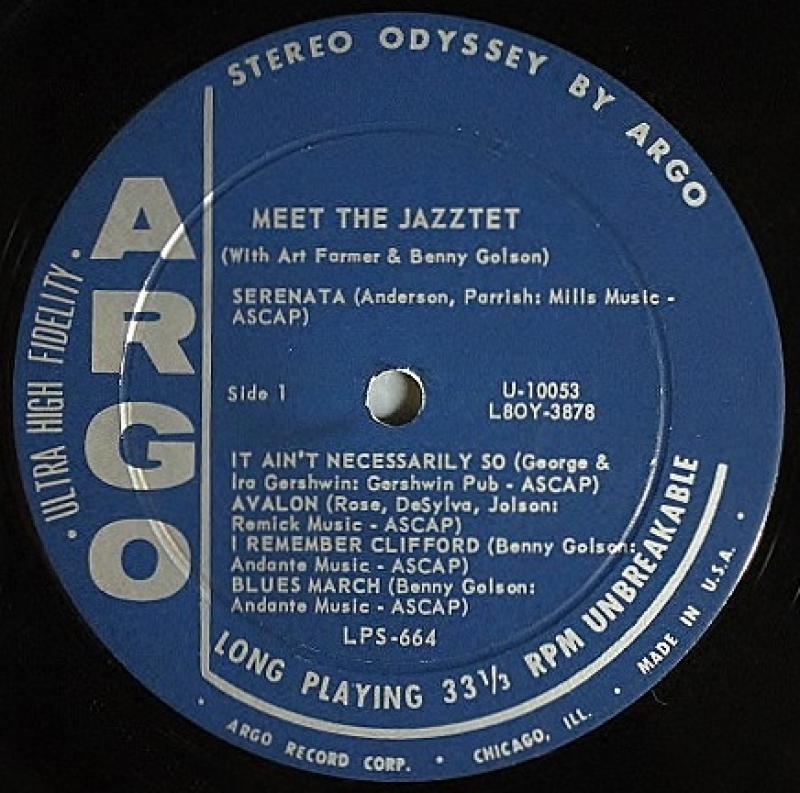 STEREO ODYSSEY BY ARGO
• ULTRA HIGH FIDELITY •
ARGO
MEET THE JAZZTET
(With Art Farmer & Benny Golson)
SERENATA (Anderson, Parrish: Mills Music -
ASCAP)
Side 1
U-10053
L8OY-3878
IT AIN'T NECESSARILY SO (George &
Ira Gershwin: Gershwin Pub - ASCAP)
AVALON (Rose, DeSylva, Jolson:
Remick Music - ASCAP)
I REMEMBER CLIFFORD (Benny Golson:
Andante Music - ASCAP)
BLUES MARCH (Benny Golson:
Andante Music - ASCAP)
LPS-664
LONG PLAYING 33⅓ RPM UNBREAKABLE
• ARGO RECORD CORP. • CHICAGO, ILL. • MADE IN U.S.A. •